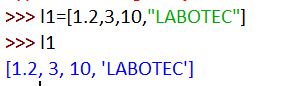 >>> l1=[1.2,3,10,"LABOTEC"]
>>> l1
[1.2, 3, 10, 'LABOTEC']